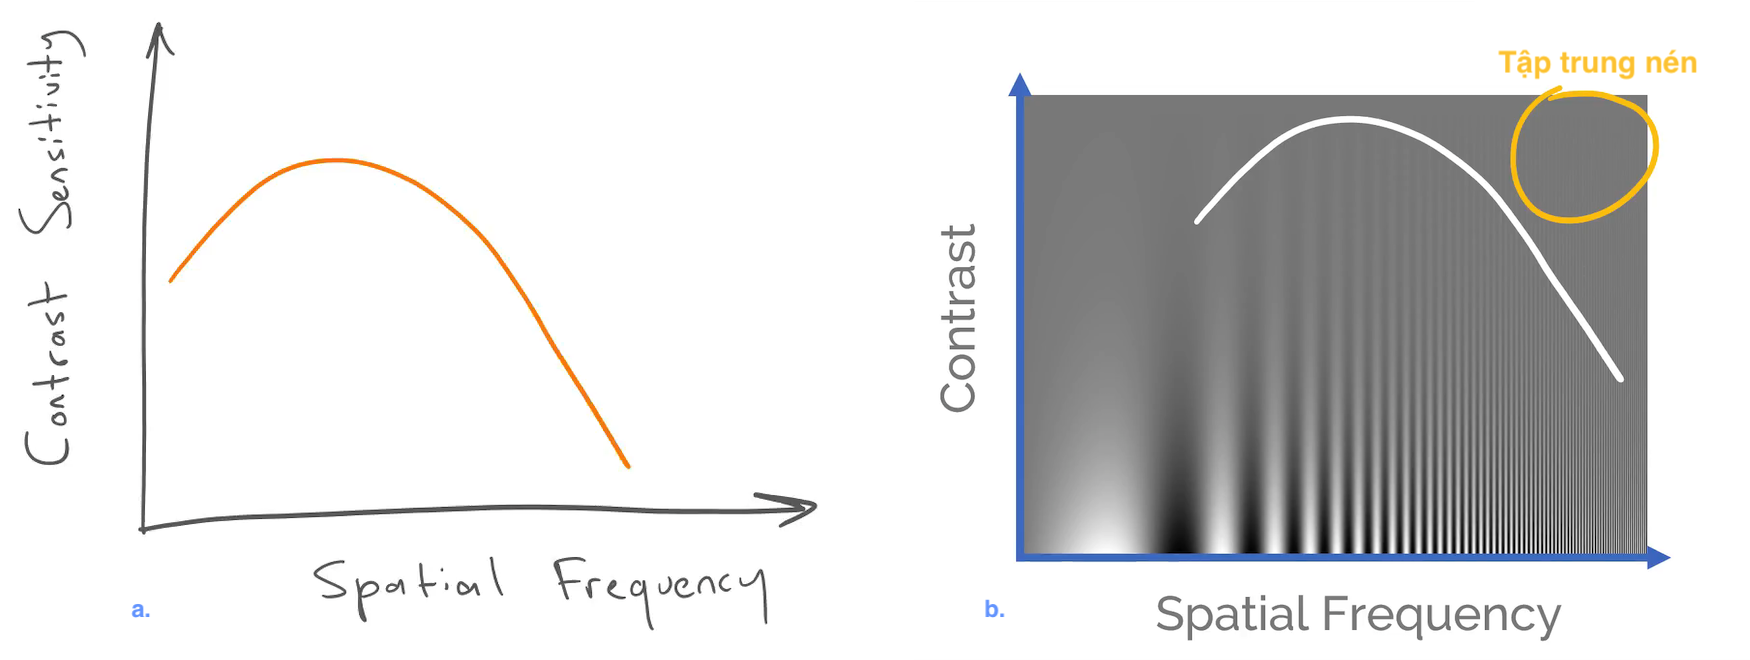 Contrast Sensitivity
Spatial Frequency
a.
Tập trung nén
Contrast
Spatial Frequency
b.